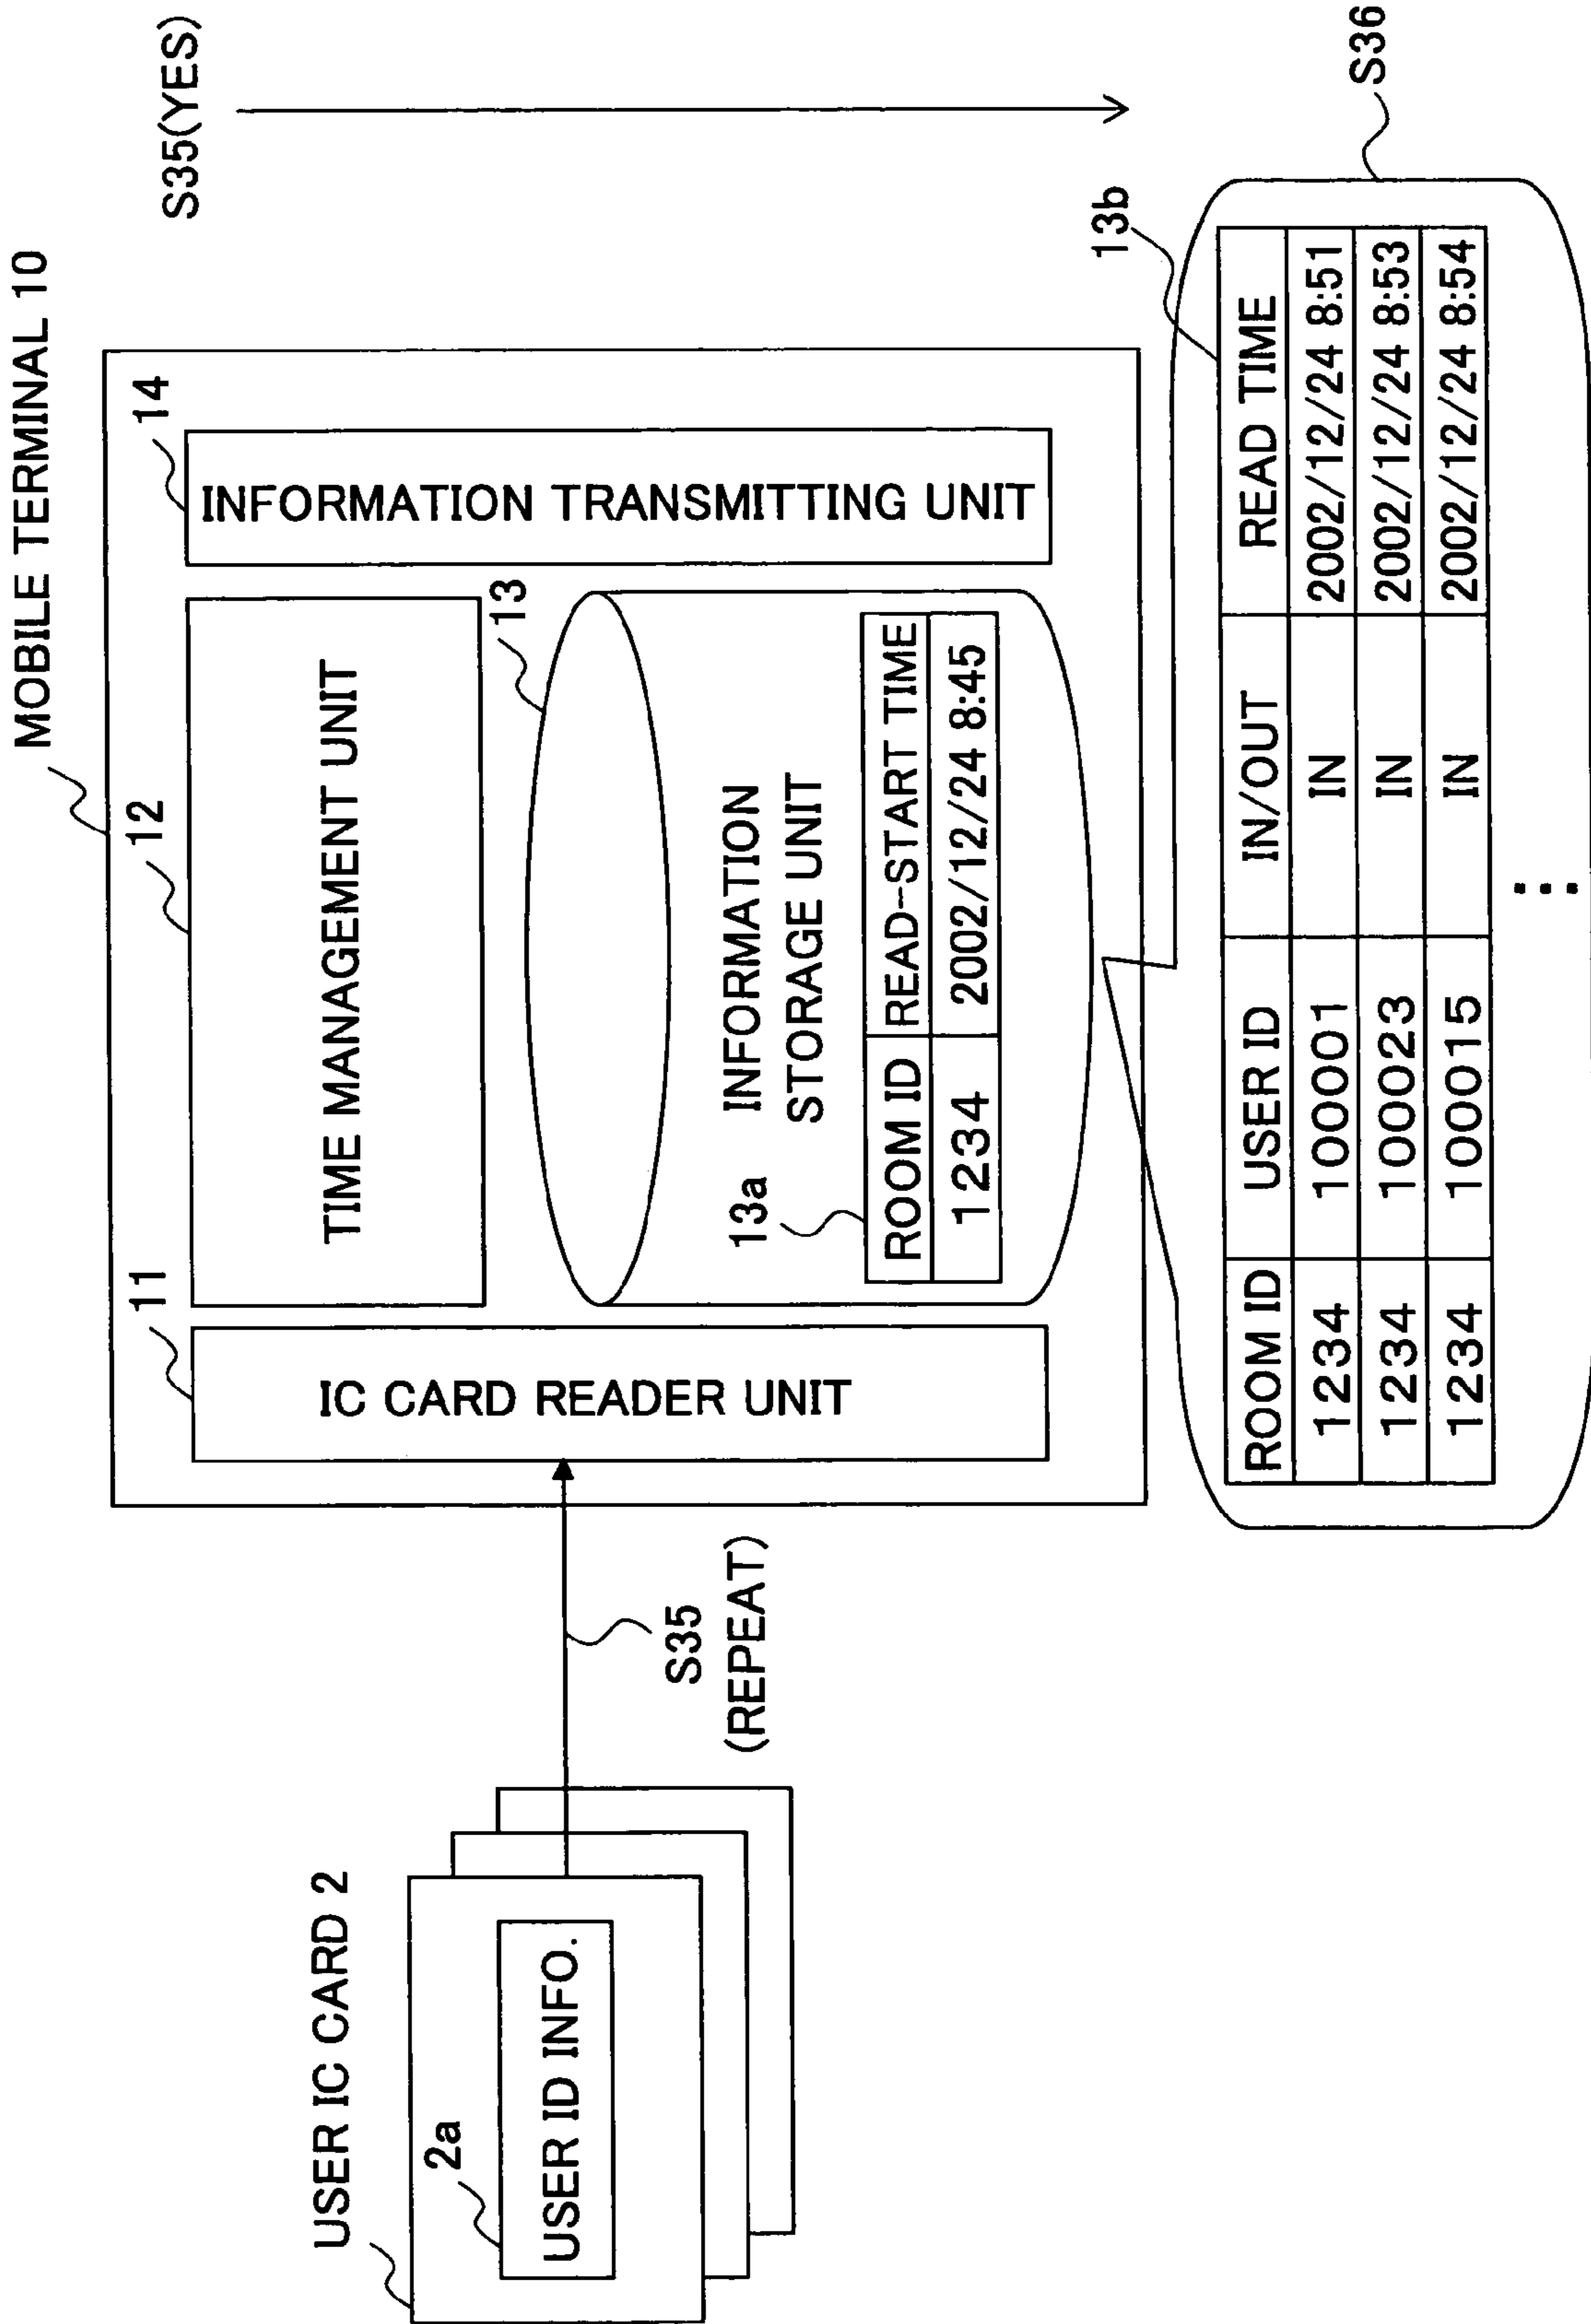 MOBILE TERMINAL 10
S35(YES)
11
12
14
IC CARD READER UNIT
TIME MANAGEMENT UNIT
INFORMATION TRANSMITTING UNIT
13
INFORMATION
STORAGE UNIT
13a
ROOM ID READ-START TIME
1234 2002/12/24 8:45
USER IC CARD 2
2a
USER ID INFO.
S35
(REPEAT)
13b
S36
ROOM ID USER ID IN/OUT READ TIME
1234 100001 IN 2002/12/24 8:51
1234 100023 IN 2002/12/24 8:53
1234 100015 IN 2002/12/24 8:54
⋮